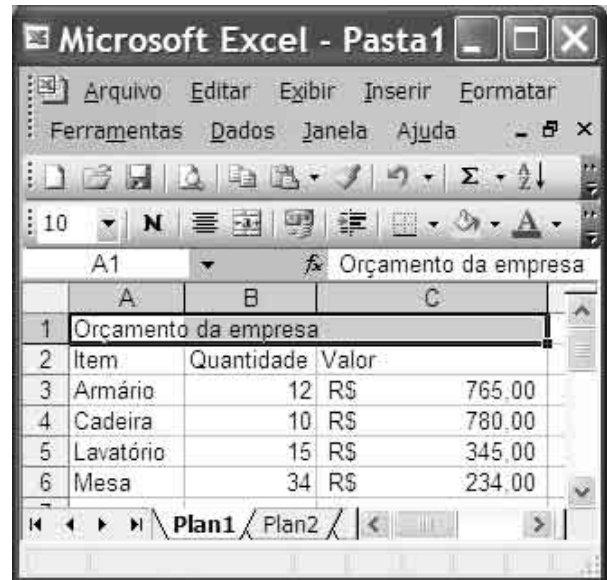 Microsoft Excel - Pasta1
Arquivo Editar Exibir Inserir Formatar
Ferramentas Dados Janela Ajuda
10 N
A1 fx Orçamento da empresa
A B C
1 Orçamento da empresa
2 Item Quantidade Valor
3 Armário 12 R$ 765,00
4 Cadeira 10 R$ 780,00
5 Lavatório 15 R$ 345,00
6 Mesa 34 R$ 234,00
Plan1 Plan2